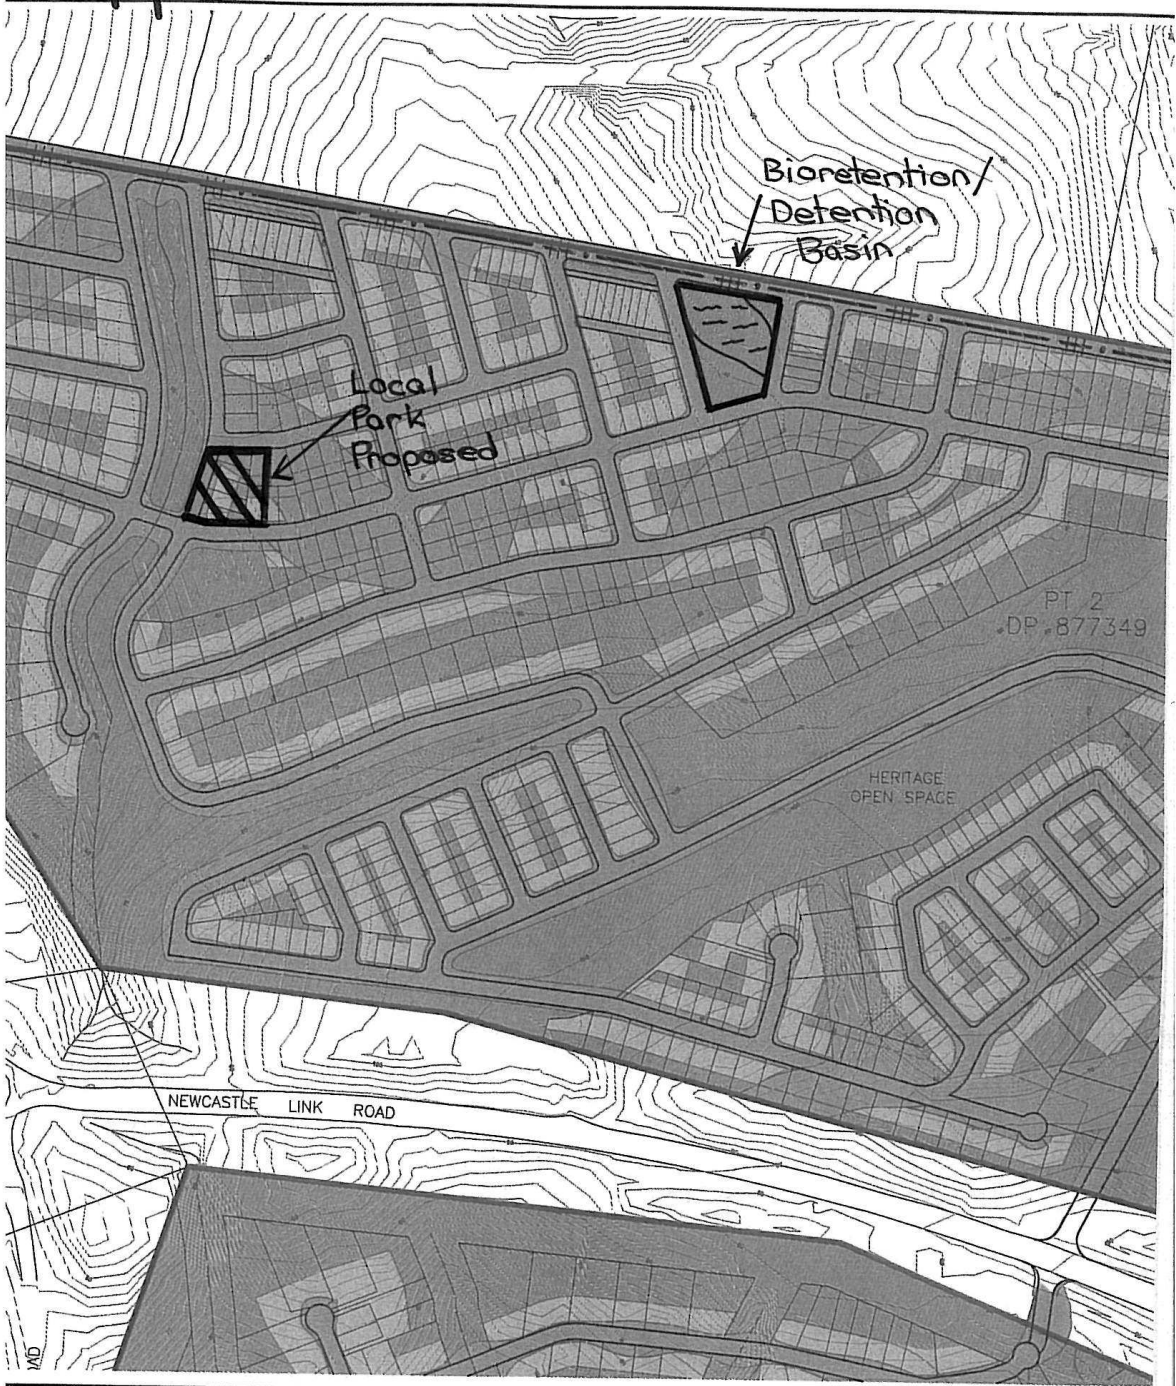 Bioretention/
Detention
Basin
Local
Park
Proposed
PT 2
DP 877349
HERITAGE
OPEN SPACE
NEWCASTLE LINK ROAD